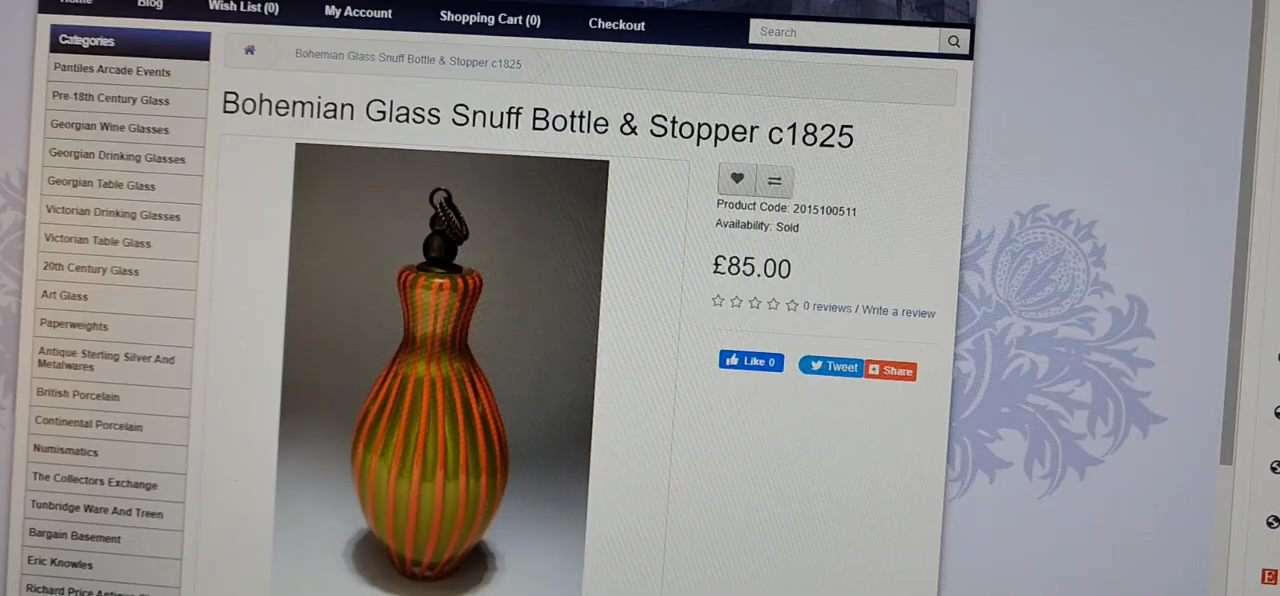 Home
Blog
Wish List (0)
My Account
Shopping Cart (0)
Checkout
Search
Categories
Pantiles Arcade Events
Pre-18th Century Glass
Georgian Wine Glasses
Georgian Drinking Glasses
Georgian Table Glass
Victorian Drinking Glasses
Victorian Table Glass
20th Century Glass
Art Glass
Paperweights
Antique Sterling Silver And
Metalwares
British Porcelain
Continental Porcelain
Numismatics
The Collectors Exchange
Tunbridge Ware And Treen
Bargain Basement
Eric Knowles
Richard Price
Bohemian Glass Snuff Bottle & Stopper c1825
Bohemian Glass Snuff Bottle & Stopper c1825
Product Code: 2015100511
Availability: Sold
£85.00
0 reviews / Write a review
Like 0
Tweet
Share
E